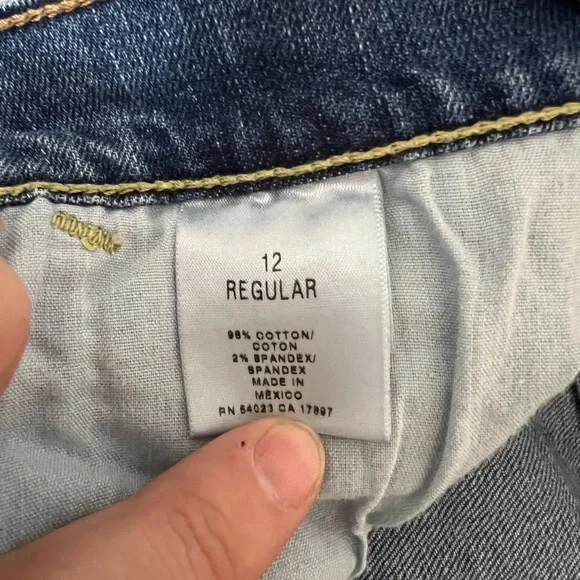 12
REGULAR
98% COTTON/
COTON
2% SPANDEX/
SPANDEX
MADE IN
MÉXICO
RN 54023 CA 17897